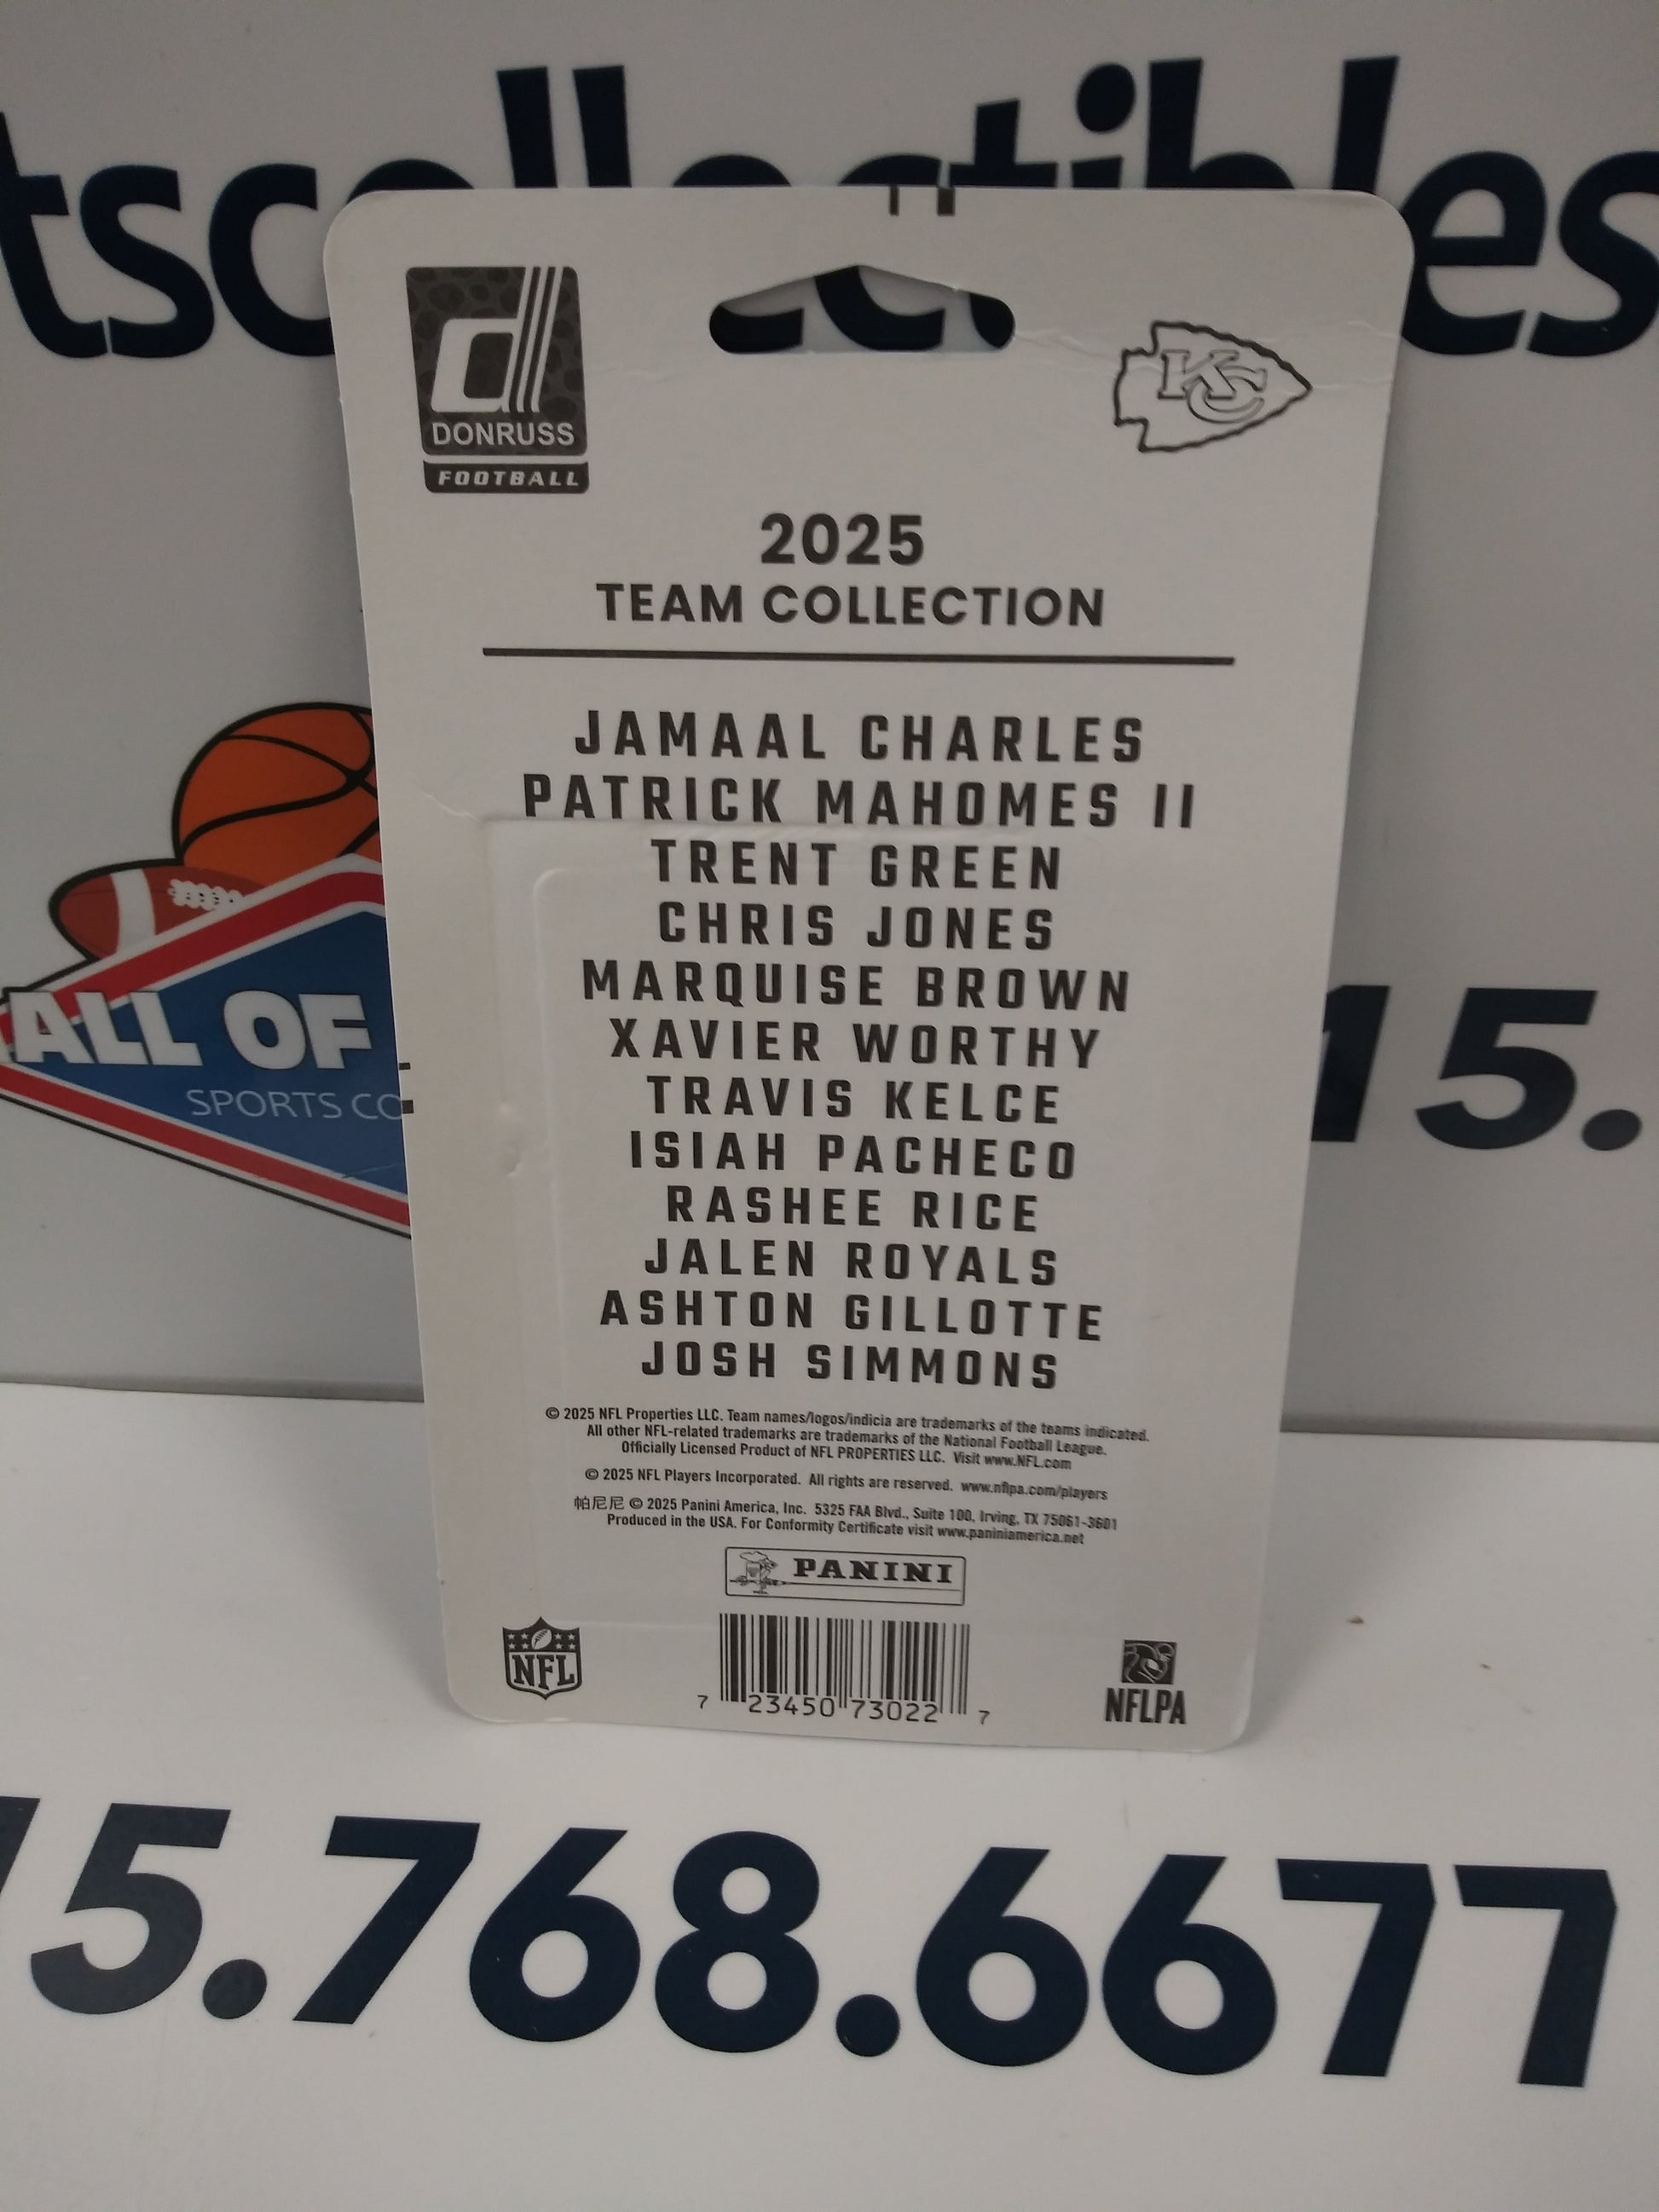 tscollectibles
DONRUSS
FOOTBALL
KC
2025
TEAM COLLECTION
JAMAAL CHARLES
PATRICK MAHOMES II
TRENT GREEN
CHRIS JONES
MARQUISE BROWN
XAVIER WORTHY
TRAVIS KELCE
ISIAH PACHECO
RASHEE RICE
JALEN ROYALS
ASHTON GILLOTTE
JOSH SIMMONS
ALL OF
SPORTS CO
15.
© 2025 NFL Properties LLC. Team names/logos/indicia are trademarks of the teams indicated.
All other NFL-related trademarks are trademarks of the National Football League.
Officially Licensed Product of NFL PROPERTIES LLC. Visit www.NFL.com
© 2025 NFL Players Incorporated. All rights are reserved. www.nflpa.com/players
帕尼尼 © 2025 Panini America, Inc. 5325 FAA Blvd., Suite 100, Irving, TX 75061-3601
Produced in the USA. For Conformity Certificate visit www.paniniamerica.net
PANINI
NFL
7 23450 73022 7
NFLPA
15.768.6677